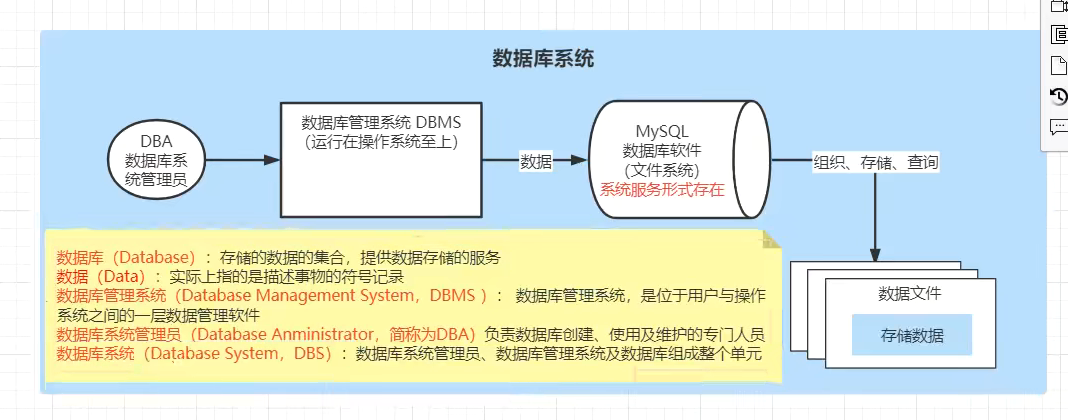 数据库系统
DBA
数据库系
统管理员
数据库管理系统 DBMS
（运行在操作系统至上）
数据
MySQL
数据库软件
（文件系统）
系统服务形式存在
组织、存储、查询
数据文件
存储数据
数据库（Database）：存储的数据的集合，提供数据存储的服务
数据（Data）：实际上指的是描述事物的符号记录
数据库管理系统（Database Management System，DBMS ）： 数据库管理系统，是位于用户与操作
系统之间的一层数据管理软件
数据库系统管理员（Database Anministrator，简称为DBA）负责数据库创建、使用及维护的专门人员
数据库系统（Database System，DBS）：数据库系统管理员、数据库管理系统及数据库组成整个单元